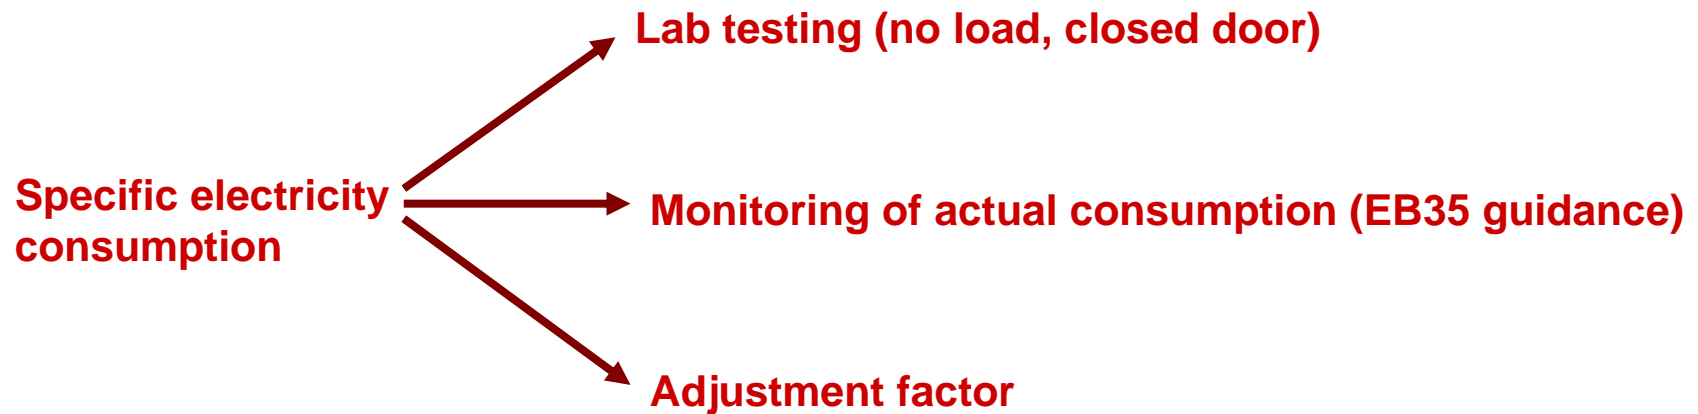 Lab testing (no load, closed door)
Specific electricity
consumption
Monitoring of actual consumption (EB35 guidance)
Adjustment factor